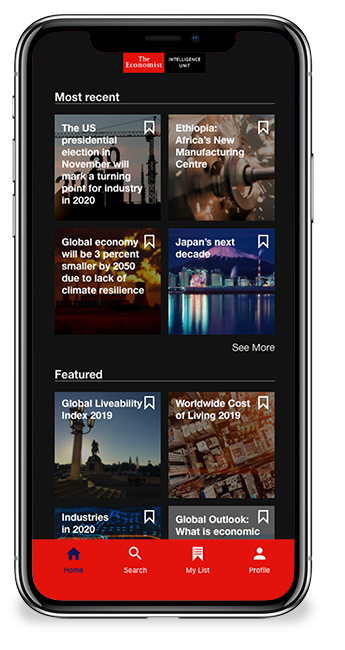 The
Economist
INTELLIGENCE
UNIT
Most recent
The US
presidential
election in
November will
mark a turning
point for industry
in 2020
Ethiopia:
Africa's New
Manufacturing
Centre
Global economy
will be 3 percent
smaller by 2050
due to lack of
climate resilience
Japan's next
decade
See More
Featured
Global Liveability
Index 2019
Worldwide Cost
of Living 2019
Industries
in 2020
Global Outlook:
What is economic
Home
Search
My List
Profile